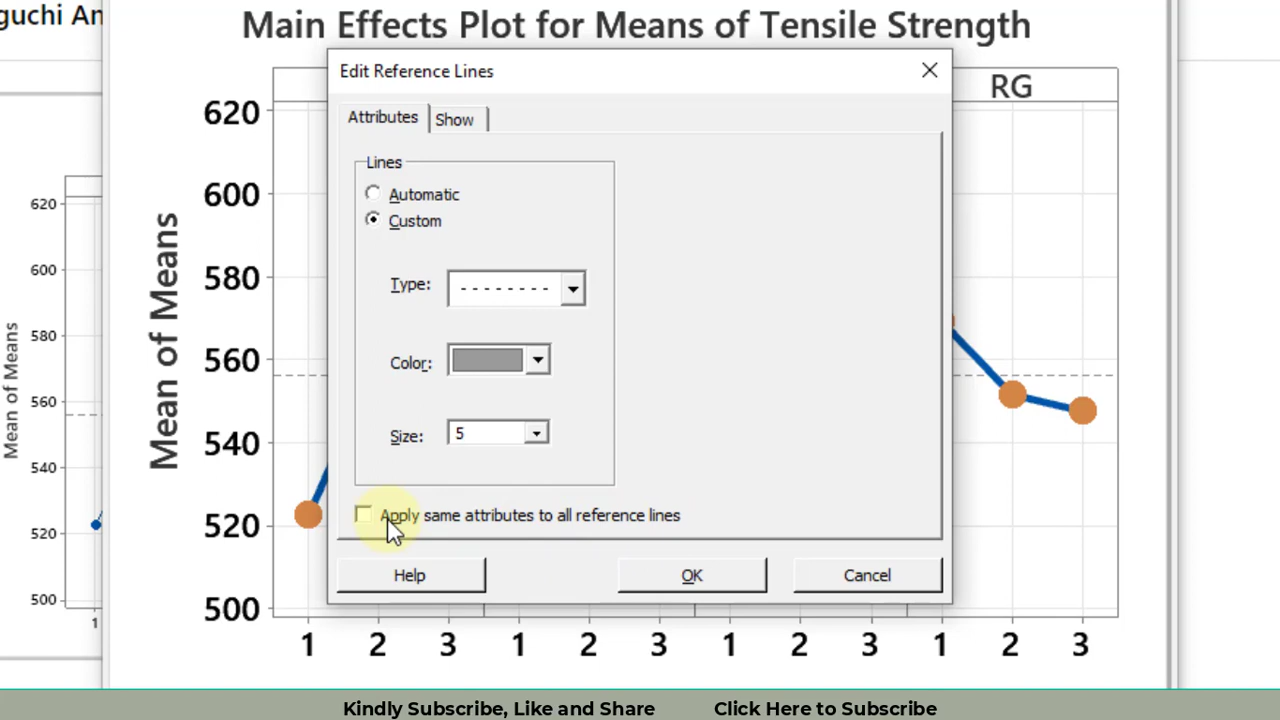 guchi An
Main Effects Plot for Means of Tensile Strength
Edit Reference Lines
RG
Attributes
Show
Lines
Automatic
Custom
Type:
Color:
Size:
5
Apply same attributes to all reference lines
Help
OK
Cancel
Mean of Means
620
600
580
560
540
520
500
1 2 3 1 2 3 1 2 3 1 2 3
Mean of Means
620
600
580
560
540
520
500
1
Kindly Subscribe, Like and Share
Click Here to Subscribe